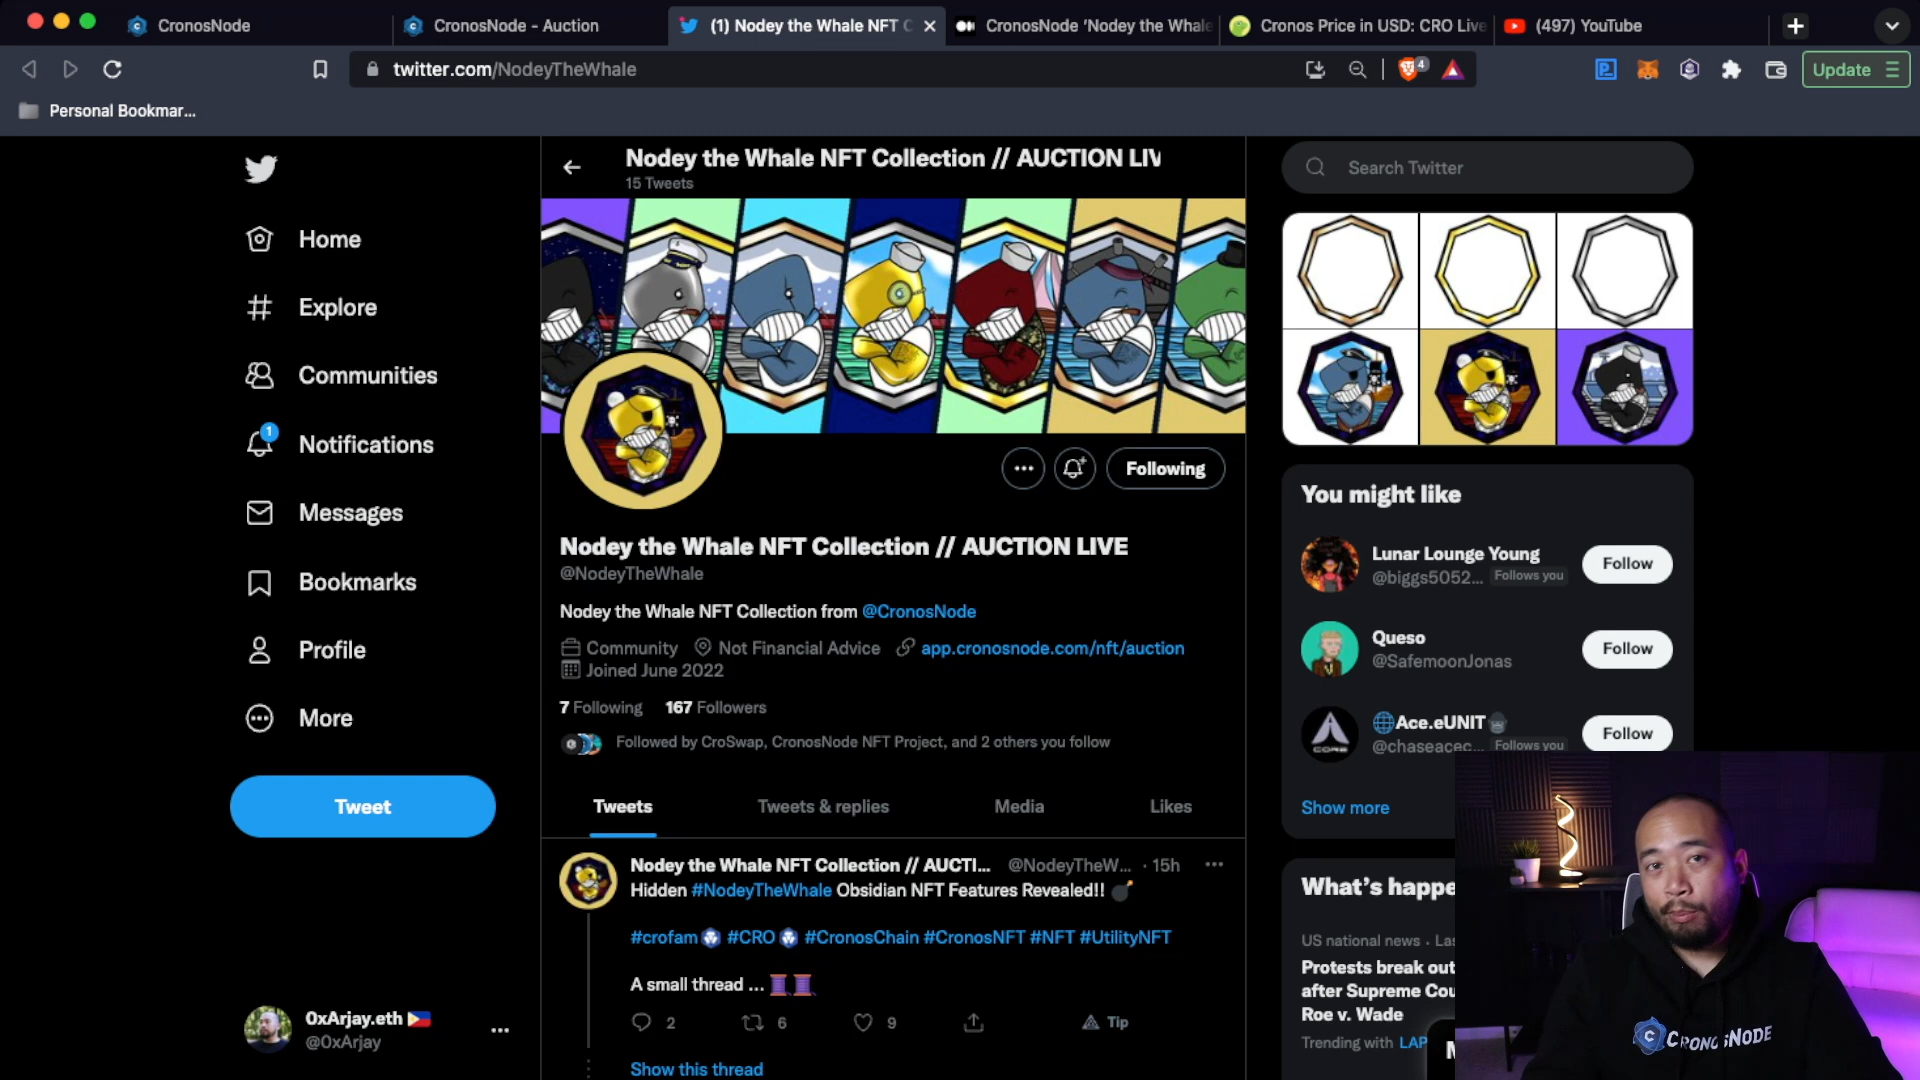 CronosNode
CronosNode - Auction
(1) Nodey the Whale NFT C
CronosNode 'Nodey the Whale
Cronos Price in USD: CRO Live
(497) YouTube
twitter.com/NodeyTheWhale
4
Update
Personal Bookmar...
Nodey the Whale NFT Collection // AUCTION LIV
15 Tweets
Search Twitter
Home
Explore
Communities
1
Notifications
Messages
Bookmarks
Profile
More
Tweet
0xArjay.eth
@0xArjay
Following
Nodey the Whale NFT Collection // AUCTION LIVE
@NodeyTheWhale
Nodey the Whale NFT Collection from @CronosNode
Community Not Financial Advice app.cronosnode.com/nft/auction
Joined June 2022
7 Following 167 Followers
Followed by CroSwap, CronosNode NFT Project, and 2 others you follow
Tweets Tweets & replies Media Likes
Nodey the Whale NFT Collection // AUCTI... @NodeyTheW... · 15h
Hidden #NodeyTheWhale Obsidian NFT Features Revealed!!
#crofam #CRO #CronosChain #CronosNFT #NFT #UtilityNFT
A small thread ...
2 6 9 Tip
Show this thread
You might like
Lunar Lounge Young
@biggs5052... Follows you
Follow
Queso
@SafemoonJonas
Follow
Ace.eUNIT
@chaseacec... Follows you
Follow
CORE
Show more
What's happe
US national news · Las
Protests break out
after Supreme Cou
Roe v. Wade
Trending with LAP
CRONOSNODE